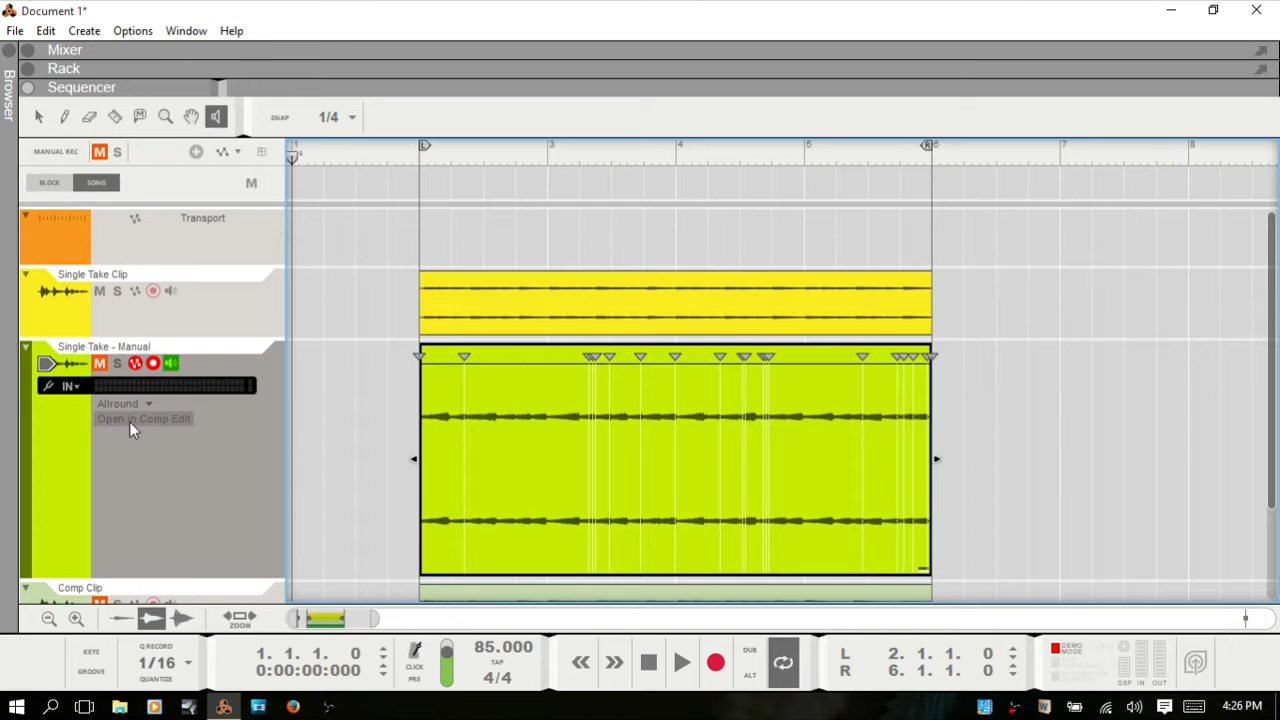 Document 1*
File Edit Create Options Window Help
Mixer
Rack
Sequencer
Browser
SNAP 1/4
MANUAL REC M S
BLOCK SONG M
L 3 4 5 R 6 7 8
Transport
Single Take Clip
M S
Single Take - Manual
M S
IN
Allround
Open in Comp Edit
Comp Clip
M S
ZOOM
KEYS
GROOVE
Q RECORD
1/16
QUANTIZE
1. 1. 1. 0
0:00:00:000
CLICK
PRE
85.000
TAP
4/4
DUB
ALT
L 2. 1. 1. 0
R 6. 1. 1. 0
DEMO
MODE
DSP IN OUT
4:26 PM